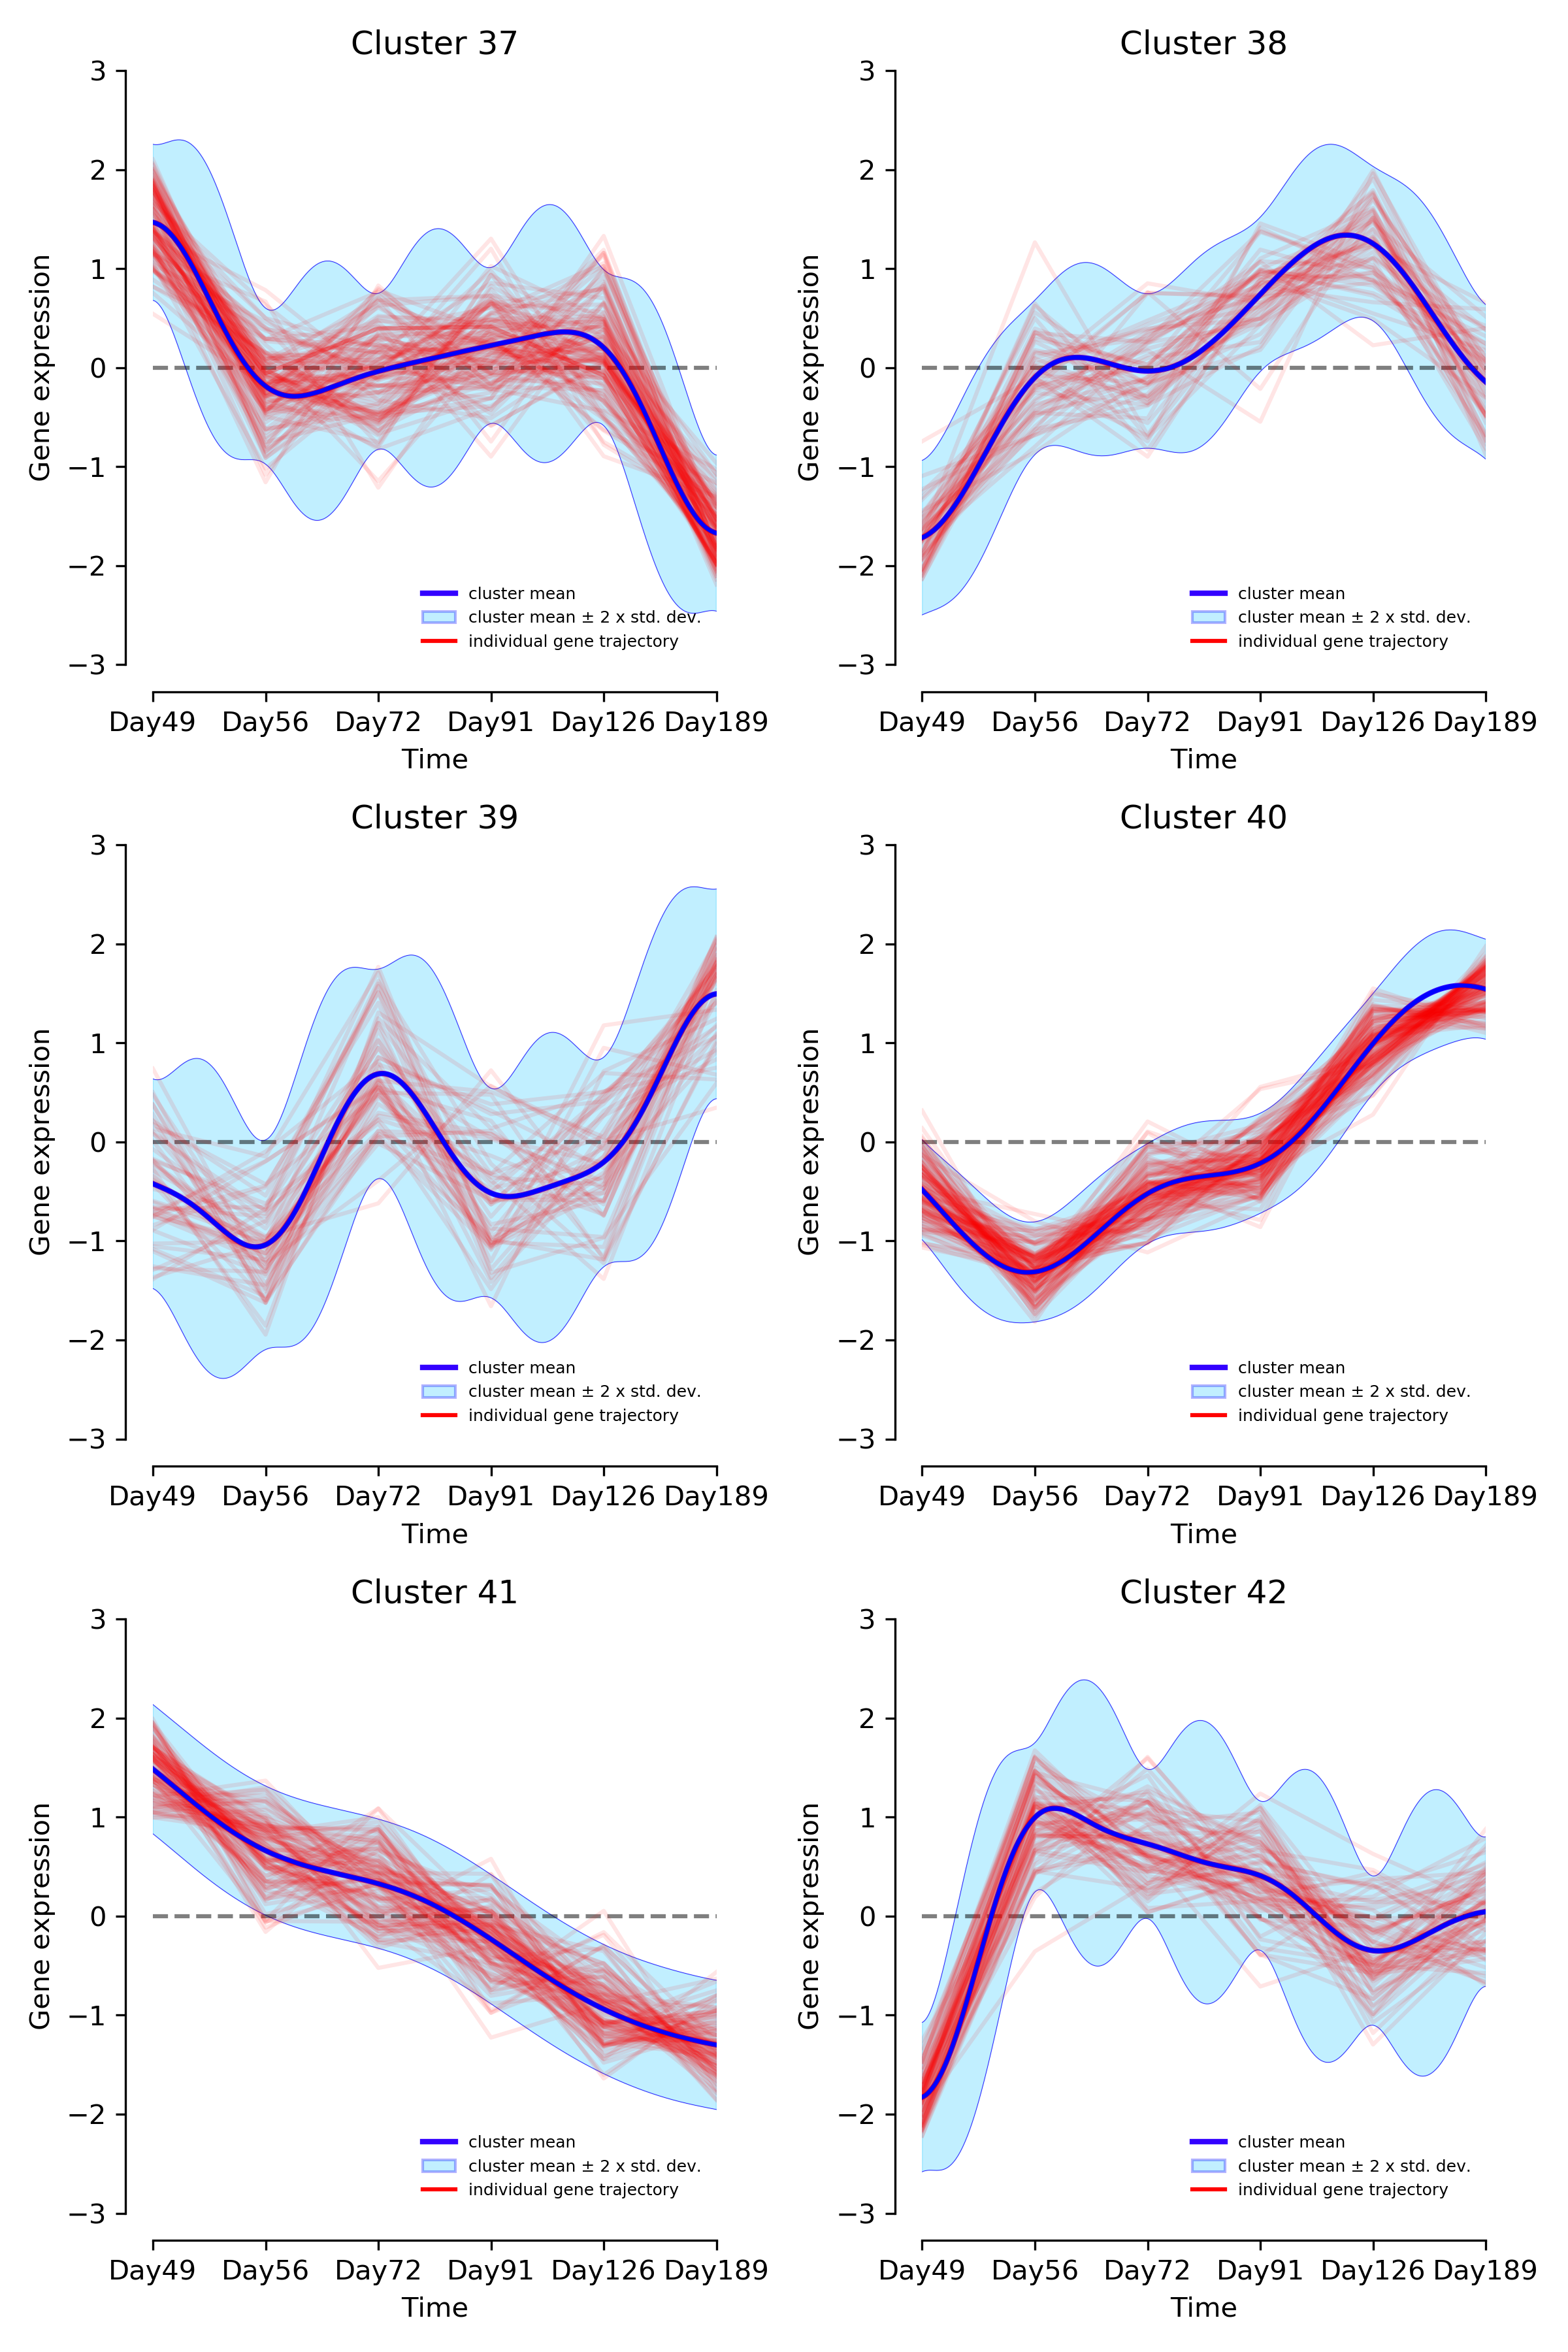 Cluster 37
Gene expression
3
2
1
0
−1
−2
−3
cluster mean
cluster mean ± 2 x std. dev.
individual gene trajectory
Day49 Day56 Day72 Day91 Day126 Day189
Time
Cluster 38
Gene expression
3
2
1
0
−1
−2
−3
cluster mean
cluster mean ± 2 x std. dev.
individual gene trajectory
Day49 Day56 Day72 Day91 Day126 Day189
Time
Cluster 39
Gene expression
3
2
1
0
−1
−2
−3
cluster mean
cluster mean ± 2 x std. dev.
individual gene trajectory
Day49 Day56 Day72 Day91 Day126 Day189
Time
Cluster 40
Gene expression
3
2
1
0
−1
−2
−3
cluster mean
cluster mean ± 2 x std. dev.
individual gene trajectory
Day49 Day56 Day72 Day91 Day126 Day189
Time
Cluster 41
Gene expression
3
2
1
0
−1
−2
−3
cluster mean
cluster mean ± 2 x std. dev.
individual gene trajectory
Day49 Day56 Day72 Day91 Day126 Day189
Time
Cluster 42
Gene expression
3
2
1
0
−1
−2
−3
cluster mean
cluster mean ± 2 x std. dev.
individual gene trajectory
Day49 Day56 Day72 Day91 Day126 Day189
Time